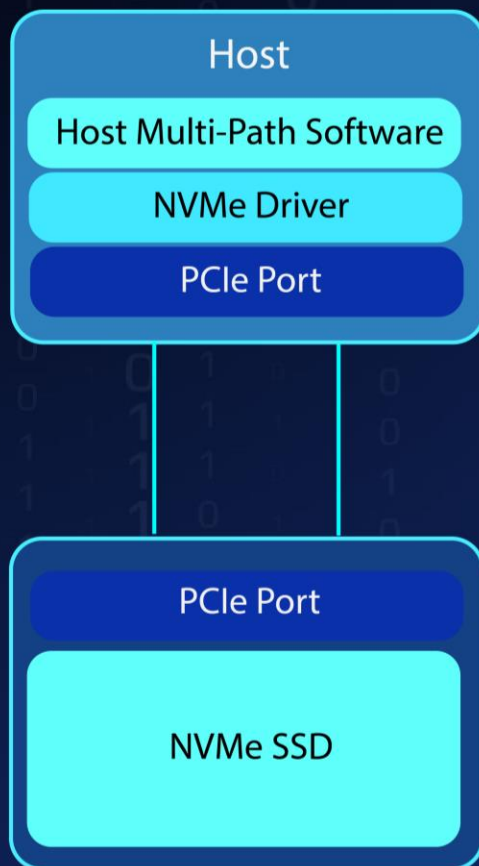 Host
Host Multi-Path Software
NVMe Driver
PCIe Port
PCIe Port
NVMe SSD